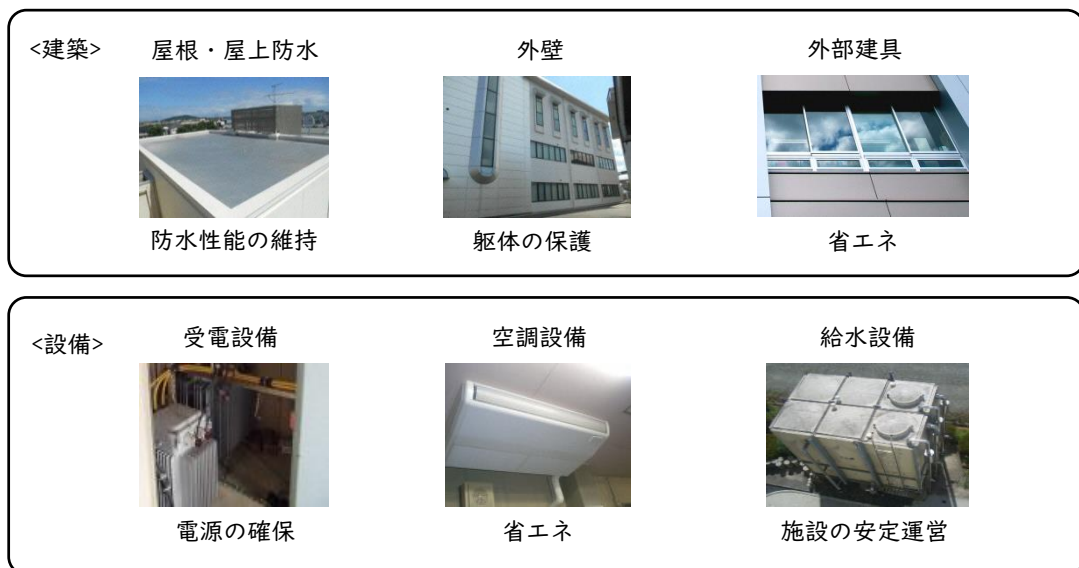 <建築>
屋根・屋上防水
外壁
外部建具
防水性能の維持
躯体の保護
省エネ
<設備>
受電設備
空調設備
給水設備
電源の確保
省エネ
施設の安定運営